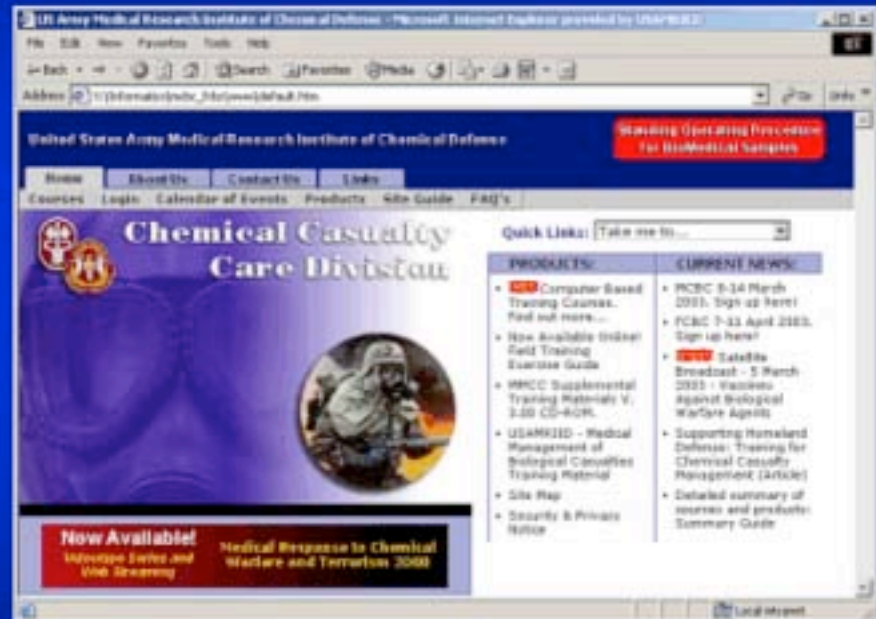 US Army Medical Research Institute of Chemical Defense - Microsoft Internet Explorer provided by
File Edit View Favorites Tools Help
Back Search Favorites Media
Address Go Links
United States Army Medical Research Institute of Chemical Defense
Standing Operating Procedure
for BioMedical Samples
Home About Us Contact Us Links
Courses Login Calendar of Events Products Site Guide FAQ's
Chemical Casualty
Care Division
Quick Links: Take me to...
PRODUCTS:
Computer Based
Training Courses.
Find out more...
• Now Available Online!
Field Training
Exercise Guide
• MMCC Supplemental
Training Materials V.
3.00 CD-ROM.
• USAMRIID - Medical
Management of
Biological Casualties
Training Material
• Site Map
• Security & Privacy
Notice
CURRENT NEWS:
• MCBC 8-14 March
2003. Sign up here!
• FCBC 7-11 April 2003.
Sign up here!
• Satellite
Broadcast - 5 March
2003 - Vaccines
Against Biological
Warfare Agents
• Supporting Homeland
Defense: Training for
Chemical Casualty
Management (Article)
• Detailed summary of
courses and products:
Summary Guide
Now Available!
Videotape Series and
Web Streaming
Medical Response to Chemical
Warfare and Terrorism 2000
Local intranet